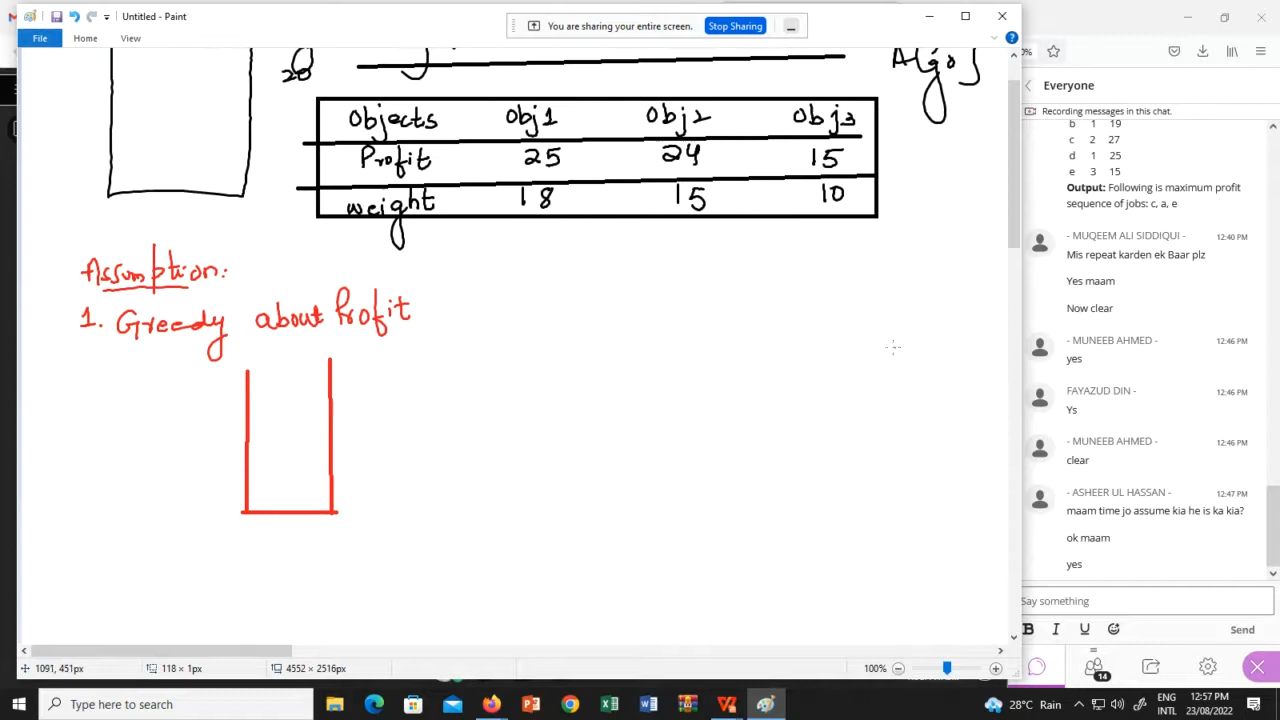 Untitled - Paint
You are sharing your entire screen.
Stop Sharing
File
Home
View
20
Algo]
Objects Obj1 Obj2 Obj3
Profit 25 24 15
weight 18 15 10
Assumption:
1. Greedy about Profit
1091, 451px
118 x 1px
4552 x 2516px
100%
0%
Everyone
Recording messages in this chat.
b 1 19
c 2 27
d 1 25
e 3 15
Output: Following is maximum profit
sequence of jobs: c, a, e
- MUQEEM ALI SIDDIQUI - 12:40 PM
Mis repeat karden ek Baar plz
Yes maam
Now clear
- MUNEEB AHMED - 12:46 PM
yes
FAYAZUD DIN - 12:46 PM
Ys
- MUNEEB AHMED - 12:46 PM
clear
- ASHEER UL HASSAN - 12:47 PM
maam time jo assume kia he is ka kia?
ok maam
yes
Say something
B I U
Send
14
Type here to search
28°C Rain
ENG
INTL
12:57 PM
23/08/2022